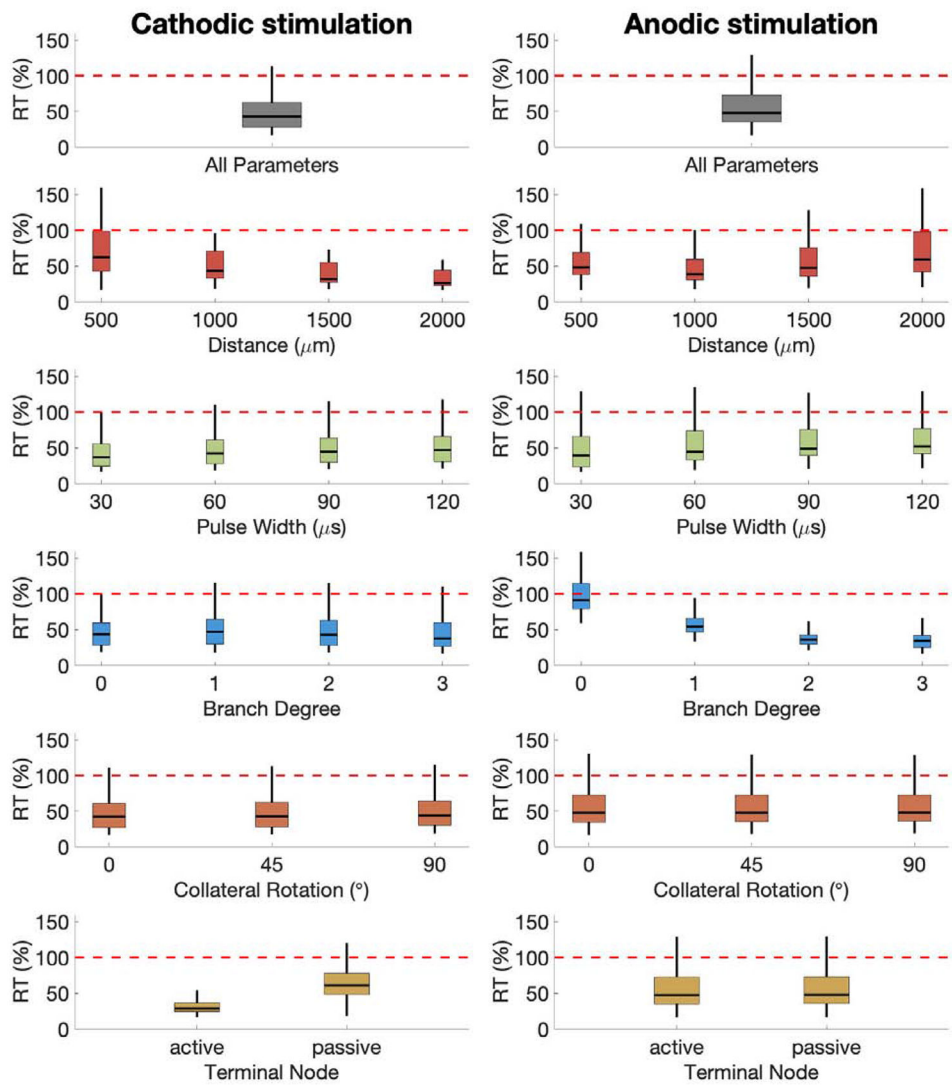 Cathodic stimulation Anodic stimulation
150 150
RT (%) 100 RT (%) 100
50 50
0 0
All Parameters All Parameters
150 150
RT (%) 100 RT (%) 100
50 50
0 0
500 1000 1500 2000 500 1000 1500 2000
Distance (μm) Distance (μm)
150 150
RT (%) 100 RT (%) 100
50 50
0 0
30 60 90 120 30 60 90 120
Pulse Width (μs) Pulse Width (μs)
150 150
RT (%) 100 RT (%) 100
50 50
0 0
0 1 2 3 0 1 2 3
Branch Degree Branch Degree
150 150
RT (%) 100 RT (%) 100
50 50
0 0
0 45 90 0 45 90
Collateral Rotation (°) Collateral Rotation (°)
150 150
RT (%) 100 RT (%) 100
50 50
0 0
active passive active passive
Terminal Node Terminal Node